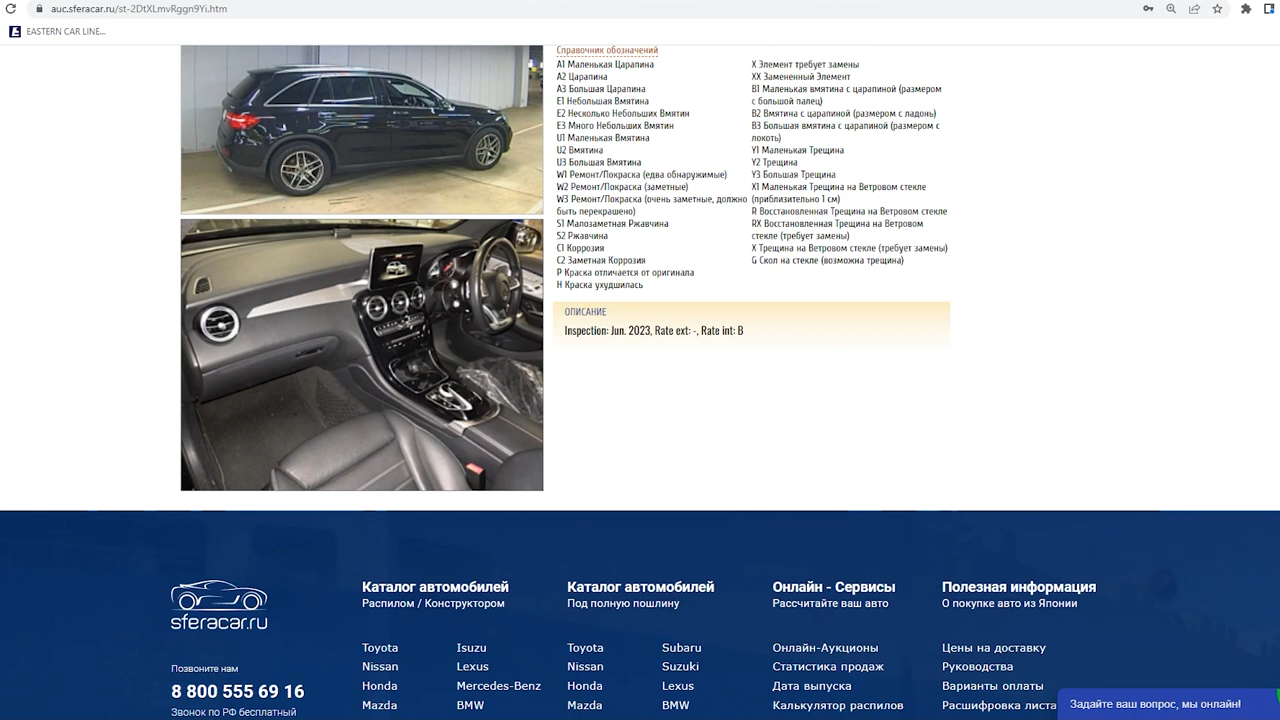 auc.sferacar.ru/st-2DtXLmvRggn9Yi.htm
EASTERN CAR LINE...
Справочник обозначений
A1 Маленькая Царапина
A2 Царапина
A3 Большая Царапина
E1 Небольшая Вмятина
E2 Несколько Небольших Вмятин
E3 Много Небольших Вмятин
U1 Маленькая Вмятина
U2 Вмятина
U3 Большая Вмятина
W1 Ремонт/Покраска (едва обнаружимые)
W2 Ремонт/Покраска (заметные)
W3 Ремонт/Покраска (очень заметные, должно
быть перекрашено)
S1 Малозаметная Ржавчина
S2 Ржавчина
C1 Коррозия
C2 Заметная Коррозия
P Краска отличается от оригинала
H Краска ухудшилась
X Элемент требует замены
XX Замененный Элемент
B1 Маленькая вмятина с царапиной (размером
с большой палец)
B2 Вмятина с царапиной (размером с ладонь)
B3 Большая вмятина с царапиной (размером с
локоть)
Y1 Маленькая Трещина
Y2 Трещина
Y3 Большая Трещина
X1 Маленькая Трещина на Ветровом стекле
(приблизительно 1 см)
R Восстановленная Трещина на Ветровом стекле
RX Восстановленная Трещина на Ветровом
стекле (требует замены)
X Трещина на Ветровом стекле (требует замены)
G Скол на стекле (возможна трещина)
ОПИСАНИЕ
Inspection: Jun. 2023, Rate ext: -, Rate int: B
sferacar.ru
Позвоните нам
8 800 555 69 16
Звонок по РФ бесплатный
Каталог автомобилей
Распилом / Конструктором
Toyota
Nissan
Honda
Mazda
Isuzu
Lexus
Mercedes-Benz
BMW
Каталог автомобилей
Под полную пошлину
Toyota
Nissan
Honda
Mazda
Subaru
Suzuki
Lexus
BMW
Онлайн - Сервисы
Рассчитайте ваш авто
Онлайн-Аукционы
Статистика продаж
Дата выпуска
Калькулятор распилов
Полезная информация
О покупке авто из Японии
Цены на доставку
Руководства
Варианты оплаты
Расшифровка листа
Задайте ваш вопрос, мы онлайн!